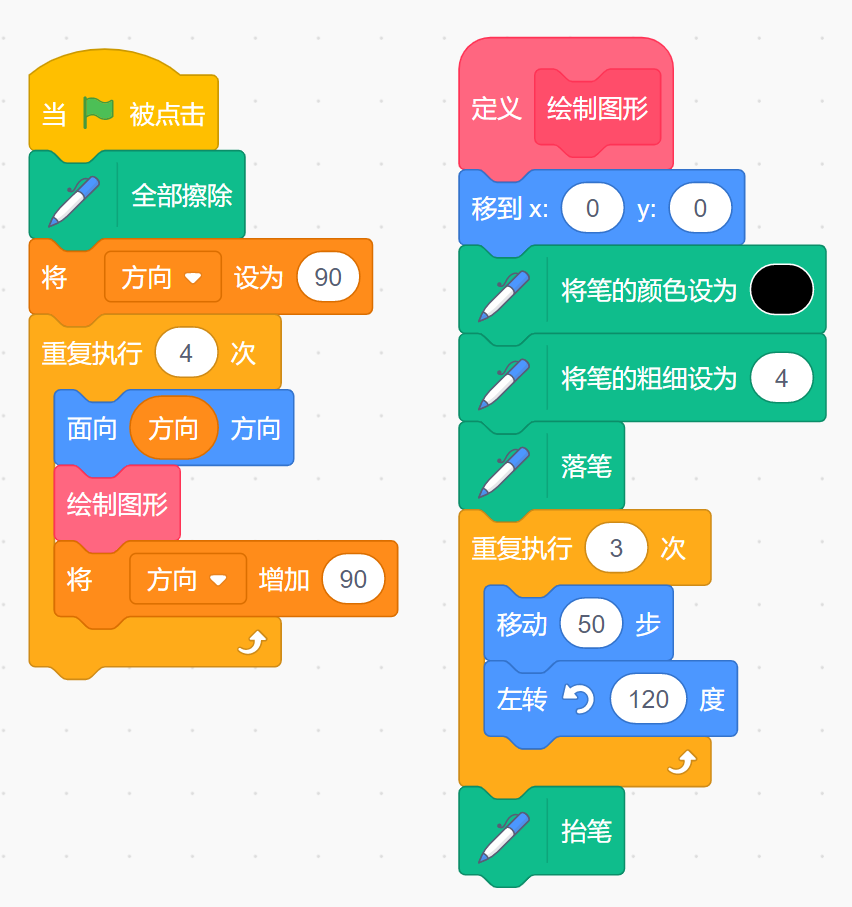 当 被点击
全部擦除
将 方向 设为 90
重复执行 4 次
面向 方向 方向
绘制图形
将 方向 增加 90
定义 绘制图形
移到 x: 0 y: 0
将笔的颜色设为
将笔的粗细设为 4
落笔
重复执行 3 次
移动 50 步
左转 120 度
抬笔